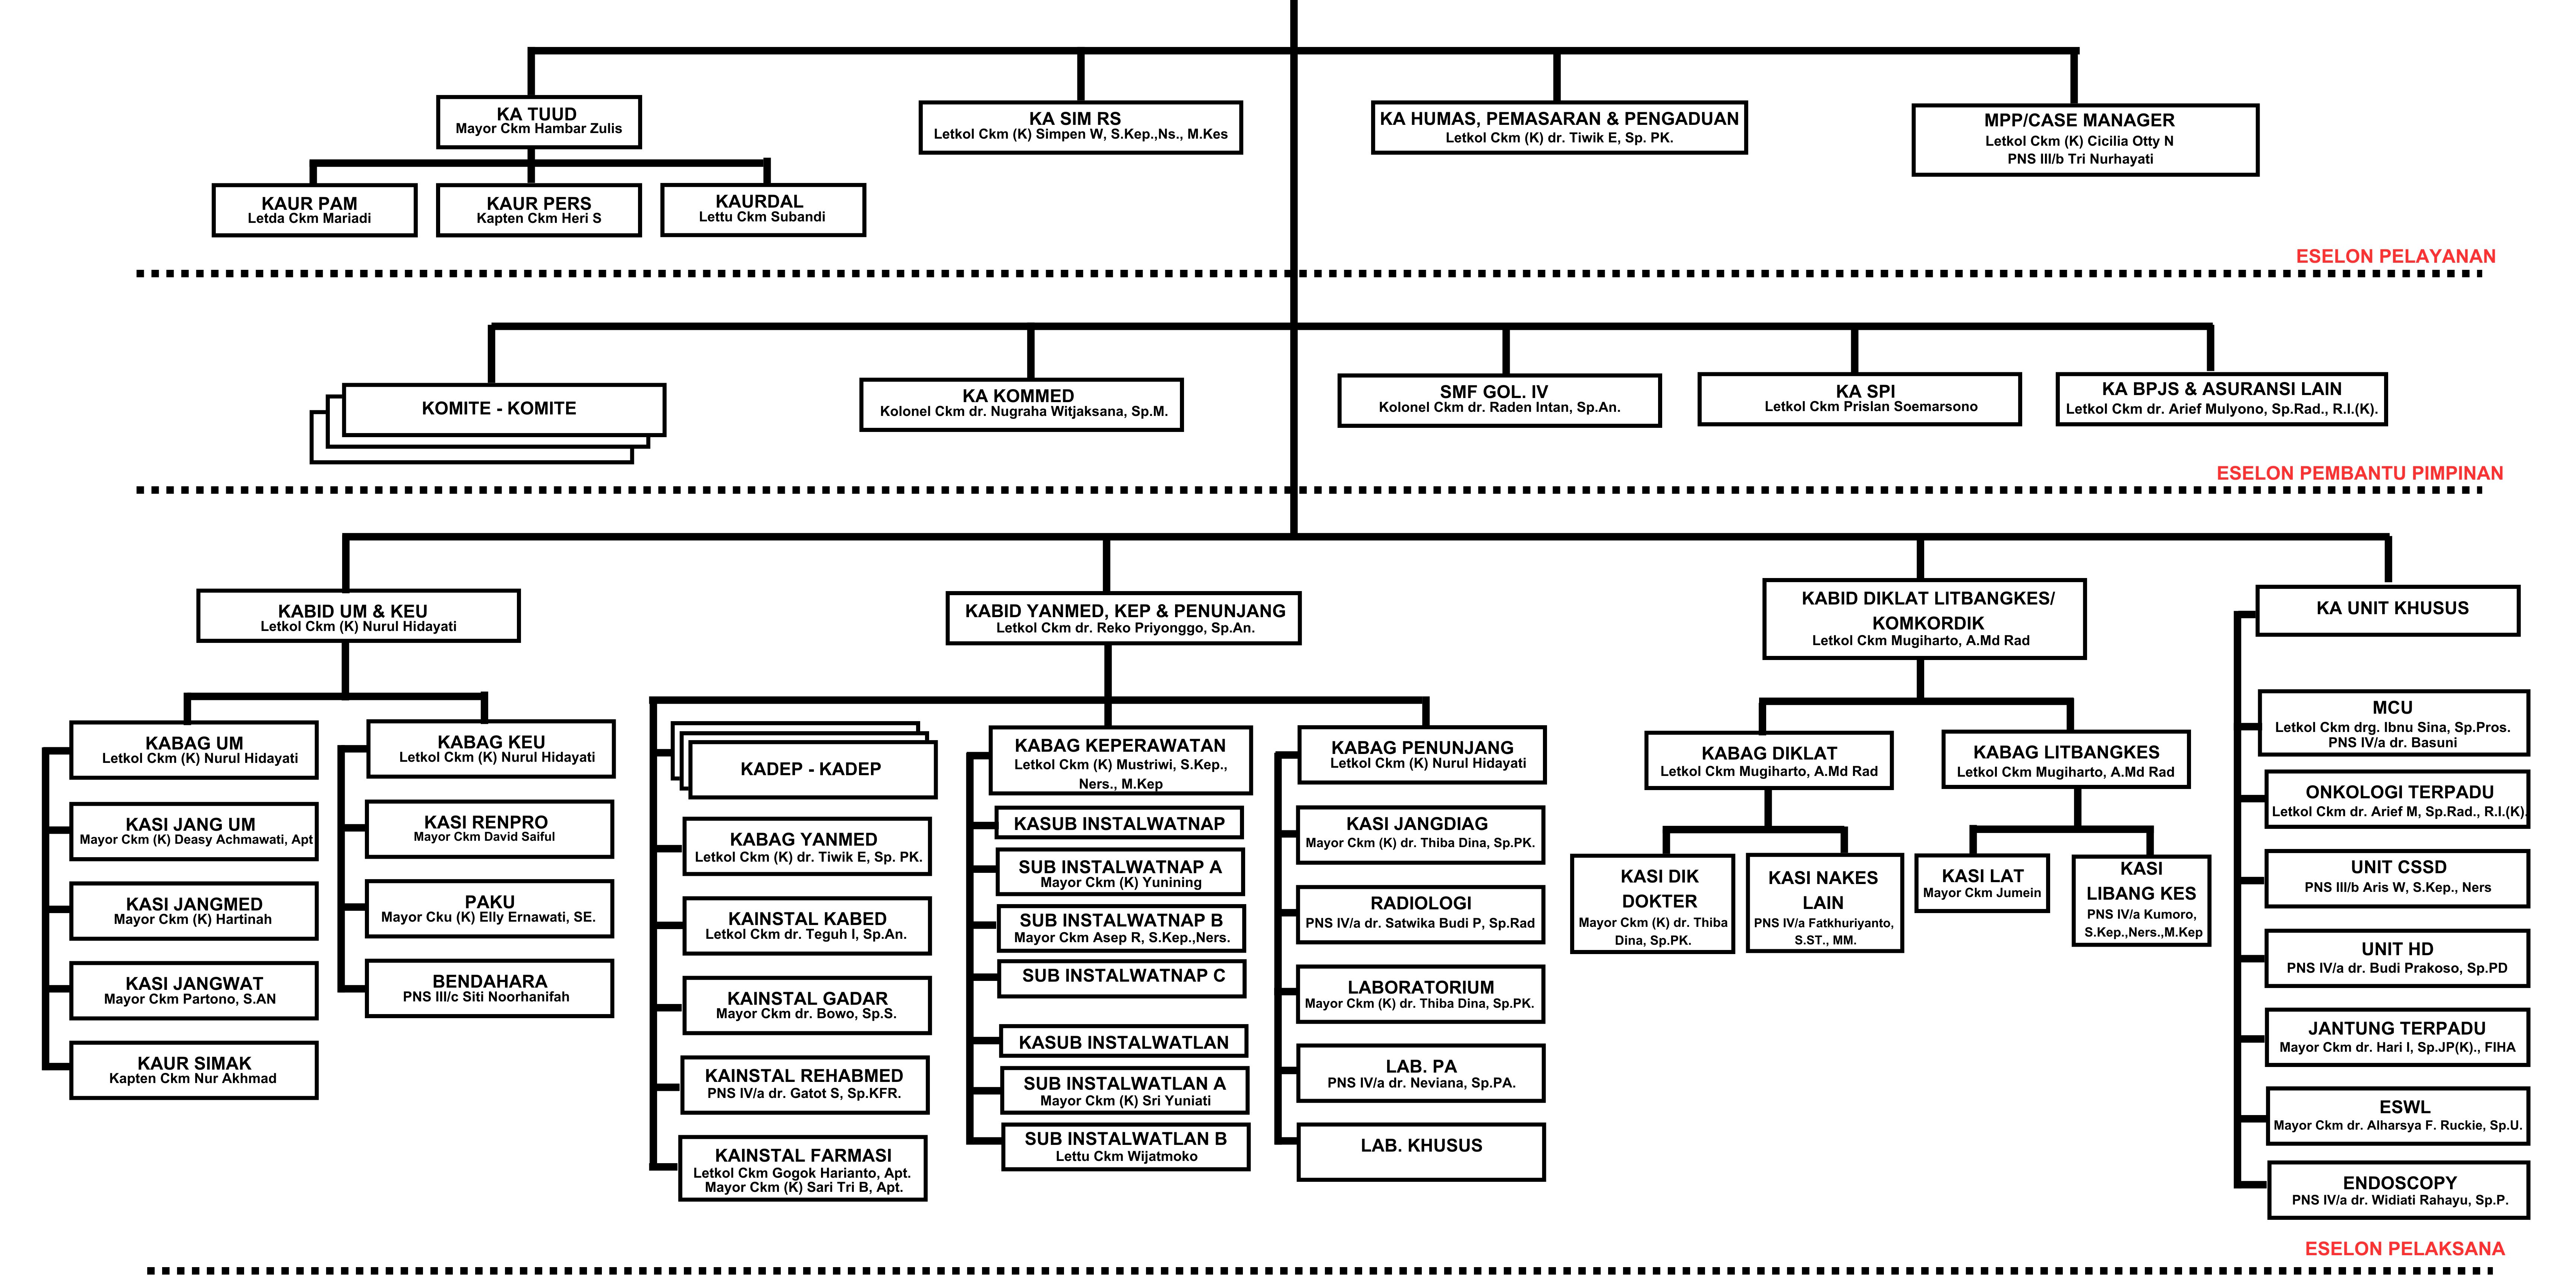 KA TUUD
Mayor Ckm Hambar Zulis
KA SIM RS
Letkol Ckm (K) Simpen W, S.Kep.,Ns., M.Kes
KA HUMAS, PEMASARAN & PENGADUAN
Letkol Ckm (K) dr. Tiwik E, Sp. PK.
MPP/CASE MANAGER
Letkol Ckm (K) Cicilia Otty N
PNS III/b Tri Nurhayati
KAUR PAM
Letda Ckm Mariadi
KAUR PERS
Kapten Ckm Heri S
KAURDAL
Lettu Ckm Subandi
ESELON PELAYANAN
KOMITE - KOMITE
KA KOMMED
Kolonel Ckm dr. Nugraha Witjaksana, Sp.M.
SMF GOL. IV
Kolonel Ckm dr. Raden Intan, Sp.An.
KA SPI
Letkol Ckm Prislan Soemarsono
KA BPJS & ASURANSI LAIN
Letkol Ckm dr. Arief Mulyono, Sp.Rad., R.I.(K).
ESELON PEMBANTU PIMPINAN
KABID UM & KEU
Letkol Ckm (K) Nurul Hidayati
KABAG UM
Letkol Ckm (K) Nurul Hidayati
KASI JANG UM
Mayor Ckm (K) Deasy Achmawati, Apt
KASI JANGMED
Mayor Ckm (K) Hartinah
KASI JANGWAT
Mayor Ckm Partono, S.AN
KAUR SIMAK
Kapten Ckm Nur Akhmad
KABAG KEU
Letkol Ckm (K) Nurul Hidayati
KASI RENPRO
Mayor Ckm David Saiful
PAKU
Mayor Cku (K) Elly Ernawati, SE.
BENDAHARA
PNS III/c Siti Noorhanifah
KABID YANMED, KEP & PENUNJANG
Letkol Ckm dr. Reko Priyonggo, Sp.An.
KADEP - KADEP
KABAG YANMED
Letkol Ckm (K) dr. Tiwik E, Sp. PK.
KAINSTAL KABED
Letkol Ckm dr. Teguh I, Sp.An.
KAINSTAL GADAR
Mayor Ckm dr. Bowo, Sp.S.
KAINSTAL REHABMED
PNS IV/a dr. Gatot S, Sp.KFR.
KAINSTAL FARMASI
Letkol Ckm Gogok Harianto, Apt.
Mayor Ckm (K) Sari Tri B, Apt.
KABAG KEPERAWATAN
Letkol Ckm (K) Mustriwi, S.Kep.,
Ners., M.Kep
KASUB INSTALWATNAP
SUB INSTALWATNAP A
Mayor Ckm (K) Yunining
SUB INSTALWATNAP B
Mayor Ckm Asep R, S.Kep.,Ners.
SUB INSTALWATNAP C
KASUB INSTALWATLAN
SUB INSTALWATLAN A
Mayor Ckm (K) Sri Yuniati
SUB INSTALWATLAN B
Lettu Ckm Wijatmoko
KABAG PENUNJANG
Letkol Ckm (K) Nurul Hidayati
KASI JANGDIAG
Mayor Ckm (K) dr. Thiba Dina, Sp.PK.
RADIOLOGI
PNS IV/a dr. Satwika Budi P, Sp.Rad
LABORATORIUM
Mayor Ckm (K) dr. Thiba Dina, Sp.PK.
LAB. PA
PNS IV/a dr. Neviana, Sp.PA.
LAB. KHUSUS
KABID DIKLAT LITBANGKES/
KOMKORDIK
Letkol Ckm Mugiharto, A.Md Rad
KABAG DIKLAT
Letkol Ckm Mugiharto, A.Md Rad
KASI DIK
DOKTER
Mayor Ckm (K) dr. Thiba
Dina, Sp.PK.
KASI NAKES
LAIN
PNS IV/a Fatkhuriyanto,
S.ST., MM.
KABAG LITBANGKES
Letkol Ckm Mugiharto, A.Md Rad
KASI LAT
Mayor Ckm Jumein
KASI
LIBANG KES
PNS IV/a Kumoro,
S.Kep.,Ners.,M.Kep
KA UNIT KHUSUS
MCU
Letkol Ckm drg. Ibnu Sina, Sp.Pros.
PNS IV/a dr. Basuni
ONKOLOGI TERPADU
Letkol Ckm dr. Arief M, Sp.Rad., R.I.(K).
UNIT CSSD
PNS III/b Aris W, S.Kep., Ners
UNIT HD
PNS IV/a dr. Budi Prakoso, Sp.PD
JANTUNG TERPADU
Mayor Ckm dr. Hari I, Sp.JP(K)., FIHA
ESWL
Mayor Ckm dr. Alharsya F. Ruckie, Sp.U.
ENDOSCOPY
PNS IV/a dr. Widiati Rahayu, Sp.P.
ESELON PELAKSANA